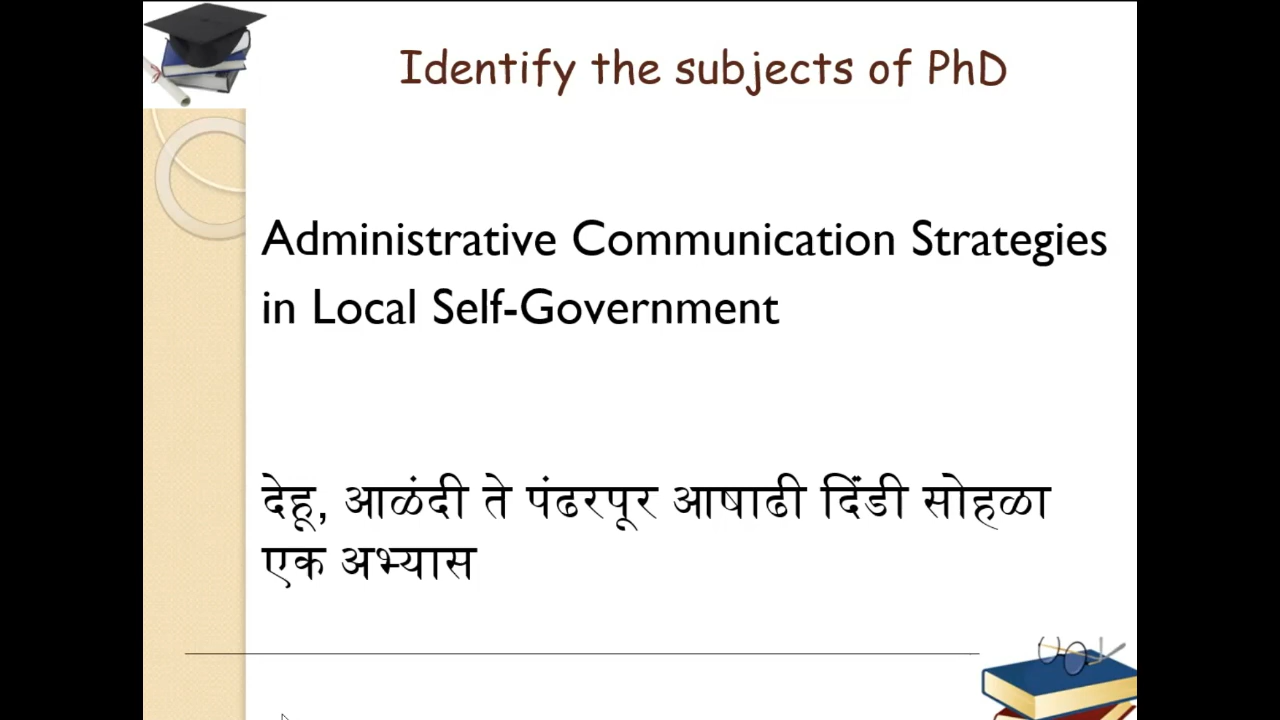 Identify the subjects of PhD
Administrative Communication Strategies
in Local Self-Government
देहू, आळंदी ते पंढरपूर आषाढी दिंडी सोहळा
एक अभ्यास